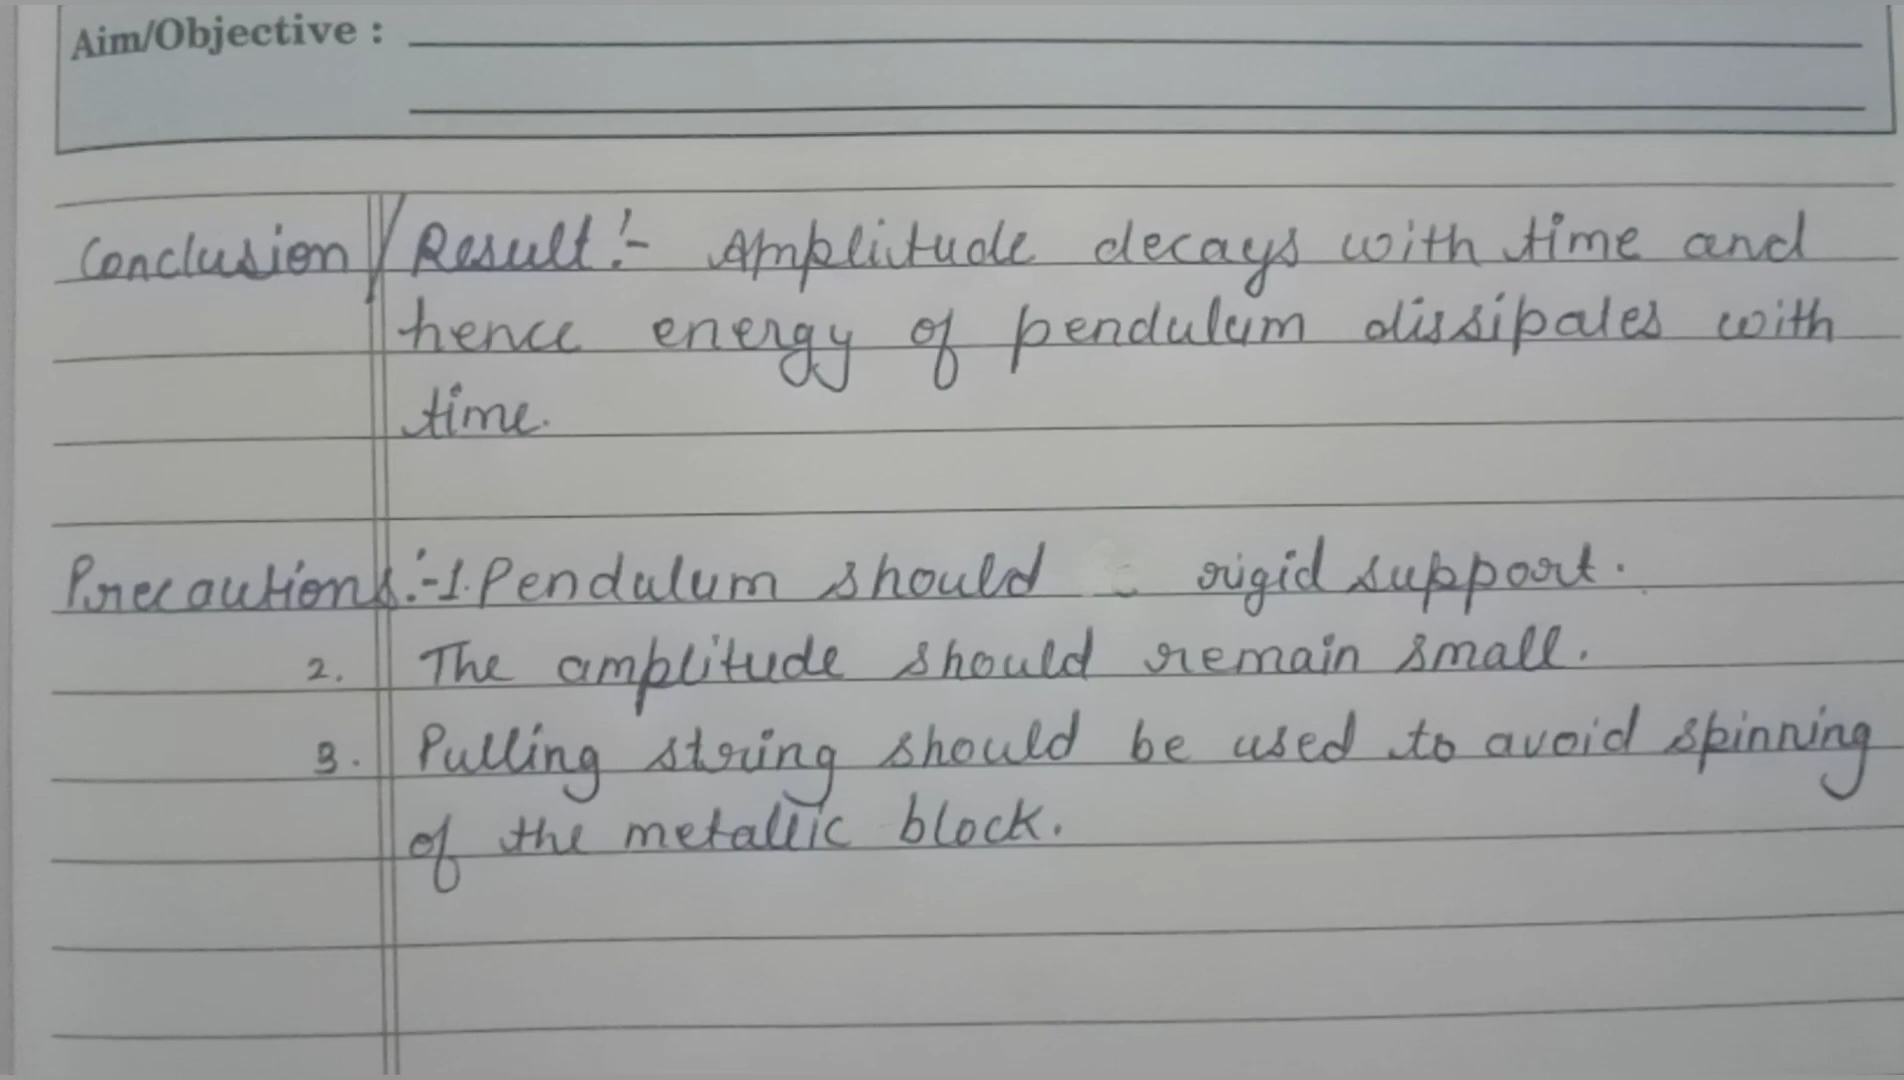 Aim/Objective :
Conclusion / Result :- Amplitude decays with time and
hence energy of pendulum dissipates with
time.
Precautions :- 1. Pendulum should rigid support.
2. The amplitude should remain small.
3. Pulling string should be used to avoid spinning
of the metallic block.